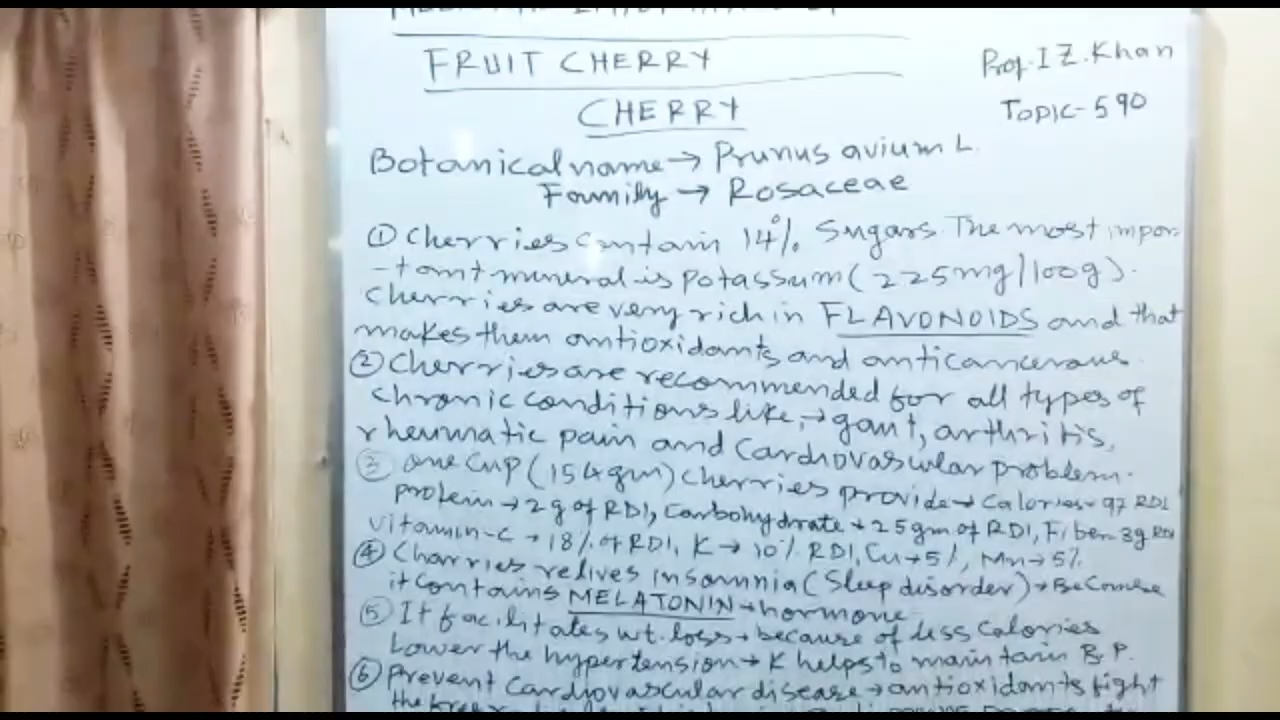 FRUIT CHERRY
Prof. I Z. Khan
CHERRY
TOPIC-590
Botanical name → Prunus avium L.
Family → Rosaceae
① Cherries contain 14% Sugars. The most impor-
-tant mineral is Potassum (225mg/100g).
Cherries are very rich in FLAVONOIDS and that
makes them antioxidants and anticancerous
② Cherries are recommended for all types of
chronic conditions like, → gout, arthritis,
rheumatic pain and Cardiovascular problem.
③ one Cup (154gm) cherries provide → Calories - 97 RDI
protein → 2g of RDI, Carbohydrate → 25gm of RDI, Fiber 3g RDI
Vitamin-C → 18% of RDI, K → 10% RDI, Cu → 5%, Mn → 5%
④ Charries relives insomnia (Sleep disorder) → Because
it contains MELATONIN → hormone
⑤ It facilitates wt. loss → because of less Calories
Lower the hypertension → K helps to maintain B.P.
⑥ Prevent Cardiovascular disease → antioxidants fight
the free